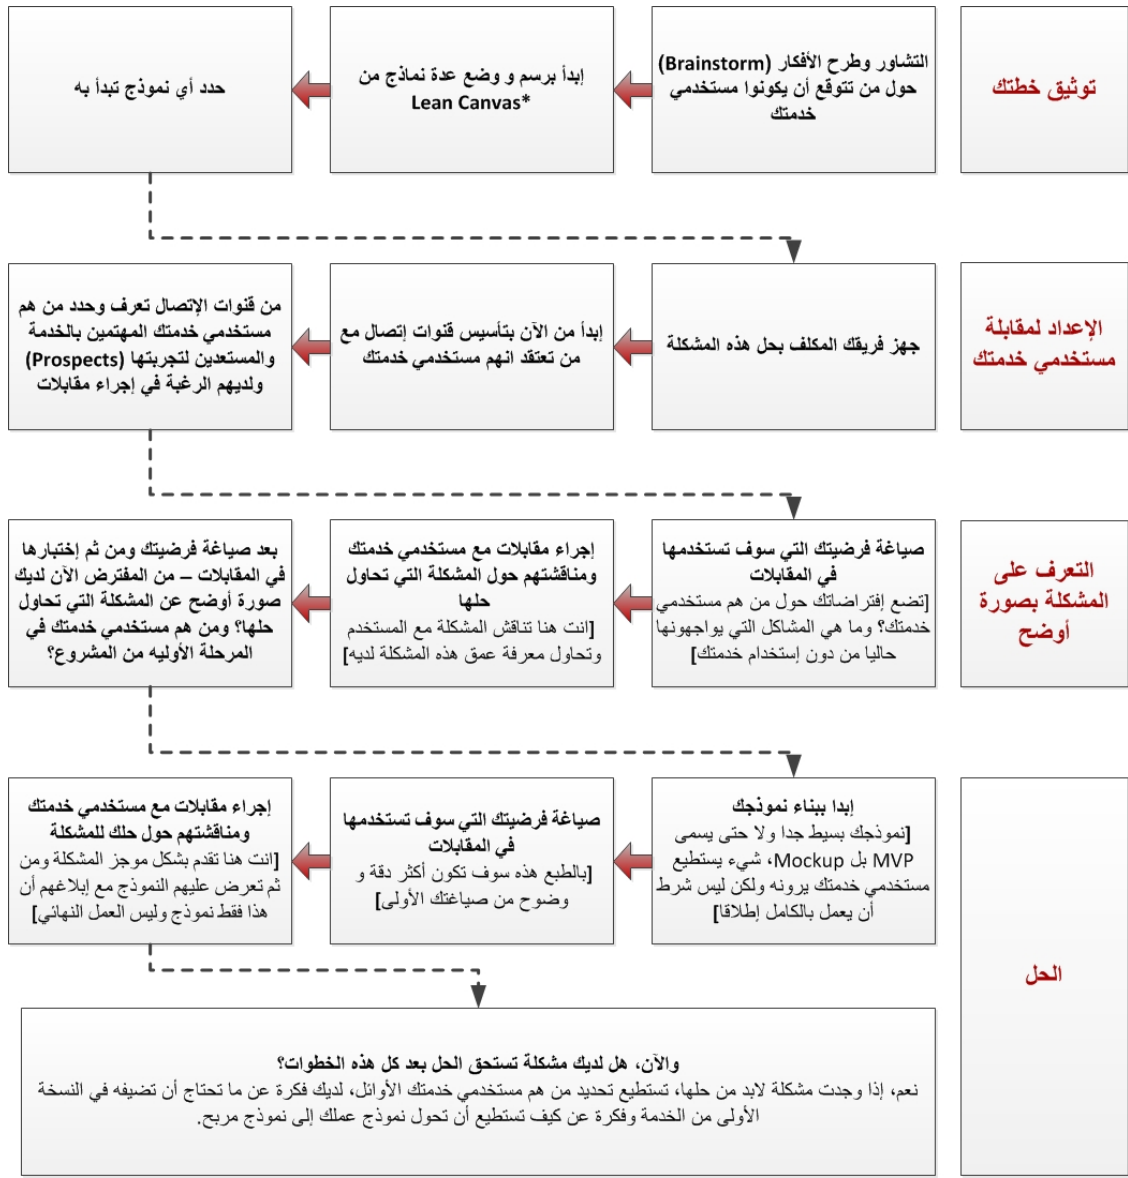 توثيق خطتك
التشاور وطرح الأفكار (Brainstorm)
حول من تتوقع أن يكونوا مستخدمي
خدمتك
إبدأ برسم و وضع عدة نماذج من
Lean Canvas*
حدد أي نموذج تبدأ به
الإعداد لمقابلة
مستخدمي خدمتك
جهز فريقك المكلف بحل هذه المشكلة
إبدأ من الآن بتأسيس قنوات إتصال مع
من تعتقد انهم مستخدمي خدمتك
من قنوات الإتصال تعرف وحدد من هم
مستخدمي خدمتك المهتمين بالخدمة
والمستعدين لتجربتها (Prospects)
ولديهم الرغبة في إجراء مقابلات
التعرف على
المشكلة بصورة
أوضح
صياغة فرضيتك التي سوف تستخدمها
في المقابلات
[تضع إفتراضاتك حول من هم مستخدمي
خدمتك؟ وما هي المشاكل التي يواجهونها
حاليا من دون إستخدام خدمتك]
إجراء مقابلات مع مستخدمي خدمتك
ومناقشتهم حول المشكلة التي تحاول
حلها
[انت هنا تناقش المشكلة مع المستخدم
وتحاول معرفة عمق هذه المشكلة لديه]
بعد صياغة فرضيتك ومن ثم إختبارها
في المقابلات – من المفترض الآن لديك
صورة أوضح عن المشكلة التي تحاول
حلها؟ ومن هم مستخدمي خدمتك في
المرحلة الأوليه من المشروع؟
الحل
إبدا ببناء نموذجك
[نموذجك بسيط جدا ولا حتى يسمى
MVP بل Mockup، شيء يستطيع
مستخدمي خدمتك يرونه ولكن ليس شرط
أن يعمل بالكامل إطلاقا]
صياغة فرضيتك التي سوف تستخدمها
في المقابلات
[بالطبع هذه سوف تكون أكثر دقة و
وضوح من صياغتك الأولى]
إجراء مقابلات مع مستخدمي خدمتك
ومناقشتهم حول حلك للمشكلة
[انت هنا تقدم بشكل موجز المشكلة ومن
ثم تعرض عليهم النموذج مع إبلاغهم أن
هذا فقط نموذج وليس العمل النهائي]
والآن، هل لديك مشكلة تستحق الحل بعد كل هذه الخطوات؟
نعم، إذا وجدت مشكلة لابد من حلها، تستطيع تحديد من هم مستخدمي خدمتك الأوائل، لديك فكرة عن ما تحتاج أن تضيفه في النسخة
الأولى من الخدمة وفكرة عن كيف تستطيع أن تحول نموذج عملك إلى نموذج مربح.